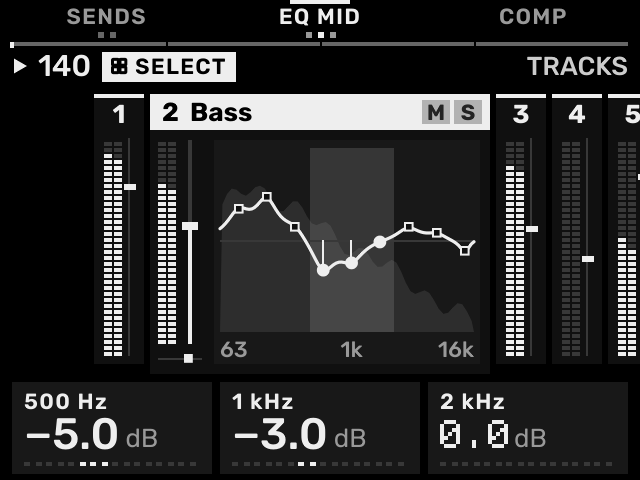 SENDS EQ MID COMP
140 SELECT TRACKS
1 2 Bass M S 3 4 5
63 1k 16k
500 Hz 1 kHz 2 kHz
−5.0 dB −3.0 dB 0.0 dB